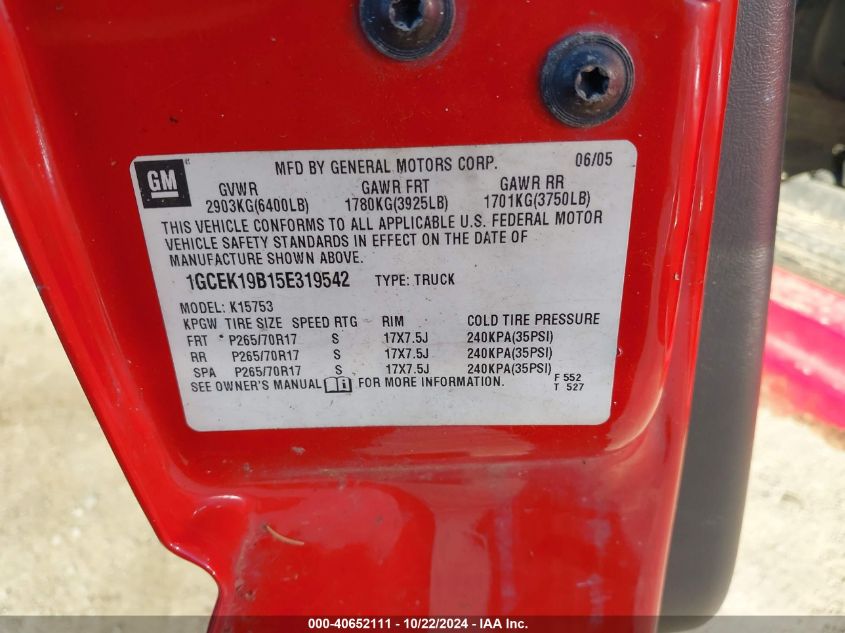 MFD BY GENERAL MOTORS CORP. 06/05
GM
GVWR GAWR FRT GAWR RR
2903KG(6400LB) 1780KG(3925LB) 1701KG(3750LB)
THIS VEHICLE CONFORMS TO ALL APPLICABLE U.S. FEDERAL MOTOR
VEHICLE SAFETY STANDARDS IN EFFECT ON THE DATE OF
MANUFACTURE SHOWN ABOVE.
1GCEK19B15E319542 TYPE: TRUCK
MODEL: K15753
KPGW TIRE SIZE SPEED RTG RIM COLD TIRE PRESSURE
FRT P265/70R17 S 17X7.5J 240KPA(35PSI)
RR P265/70R17 S 17X7.5J 240KPA(35PSI)
SPA P265/70R17 S 17X7.5J 240KPA(35PSI)
SEE OWNER'S MANUAL i FOR MORE INFORMATION.
F 552
T 527
000-40652111 - 10/22/2024 - IAA Inc.